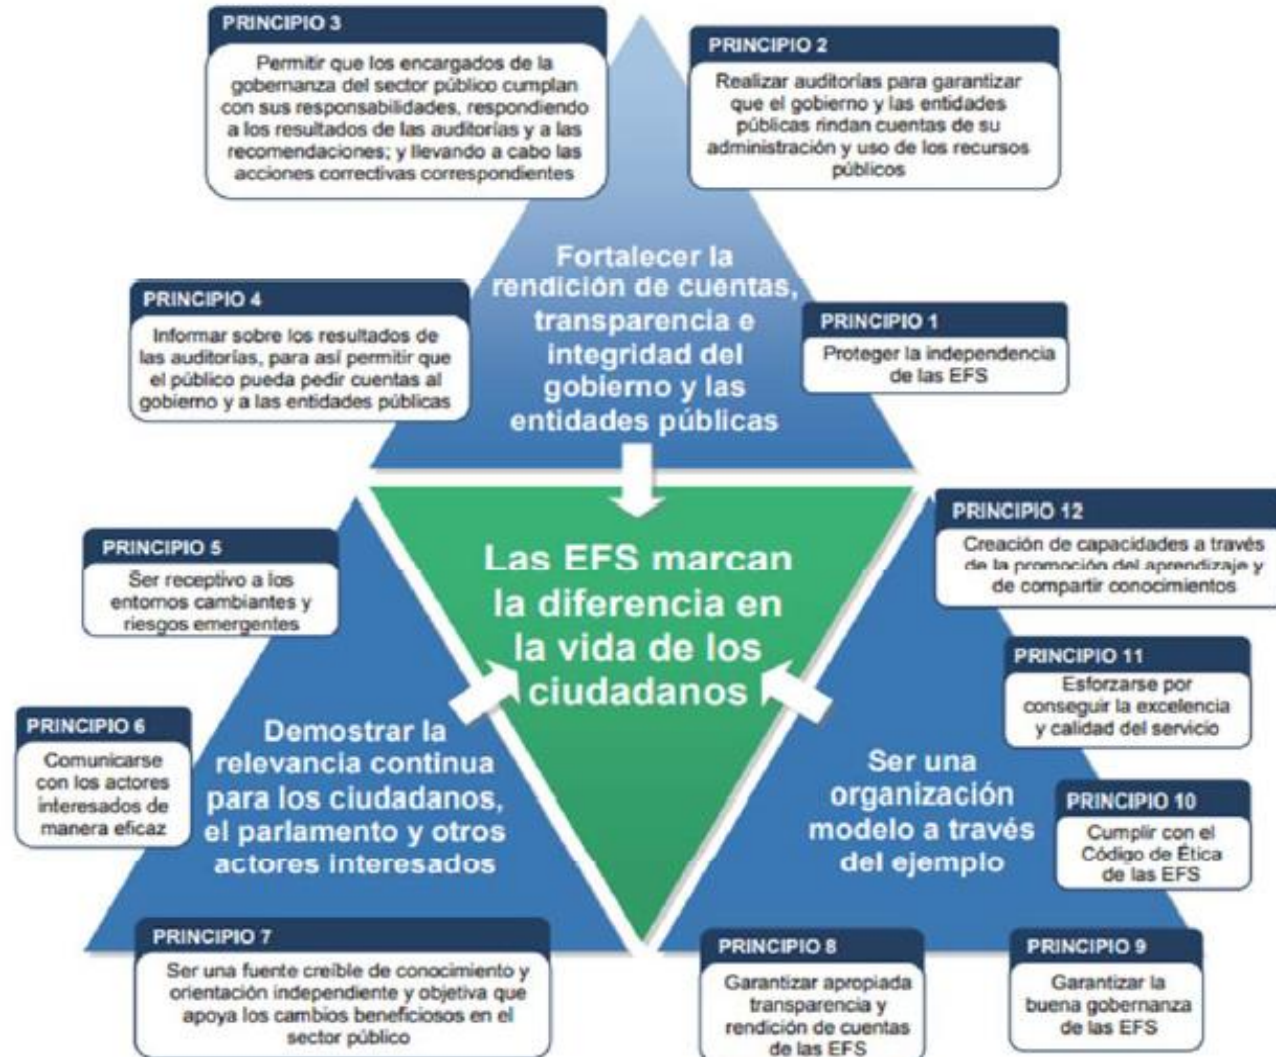 PRINCIPIO 3
Permitir que los encargados de la
gobernanza del sector público cumplan
con sus responsabilidades, respondiendo
a los resultados de las auditorías y a las
recomendaciones; y llevando a cabo las
acciones correctivas correspondientes
PRINCIPIO 2
Realizar auditorías para garantizar
que el gobierno y las entidades
públicas rindan cuentas de su
administración y uso de los recursos
públicos
Fortalecer la
rendición de cuentas,
transparencia e
integridad del
gobierno y las
entidades públicas
PRINCIPIO 4
Informar sobre los resultados de
las auditorías, para así permitir que
el público pueda pedir cuentas al
gobierno y a las entidades públicas
PRINCIPIO 1
Proteger la independencia
de las EFS
Las EFS marcan
la diferencia en
la vida de los
ciudadanos
PRINCIPIO 5
Ser receptivo a los
entornos cambiantes y
riesgos emergentes
PRINCIPIO 12
Creación de capacidades a través
de la promoción del aprendizaje y
de compartir conocimientos
PRINCIPIO 11
Esforzarse por
conseguir la excelencia
y calidad del servicio
PRINCIPIO 6
Comunicarse
con los actores
interesados de
manera eficaz
Demostrar la
relevancia continua
para los ciudadanos,
el parlamento y otros
actores interesados
Ser una
organización
modelo a través
del ejemplo
PRINCIPIO 10
Cumplir con el
Código de Ética
de las EFS
PRINCIPIO 7
Ser una fuente creíble de conocimiento y
orientación independiente y objetiva que
apoya los cambios beneficiosos en el
sector público
PRINCIPIO 8
Garantizar apropiada
transparencia y
rendición de cuentas
de las EFS
PRINCIPIO 9
Garantizar la
buena gobernanza
de las EFS